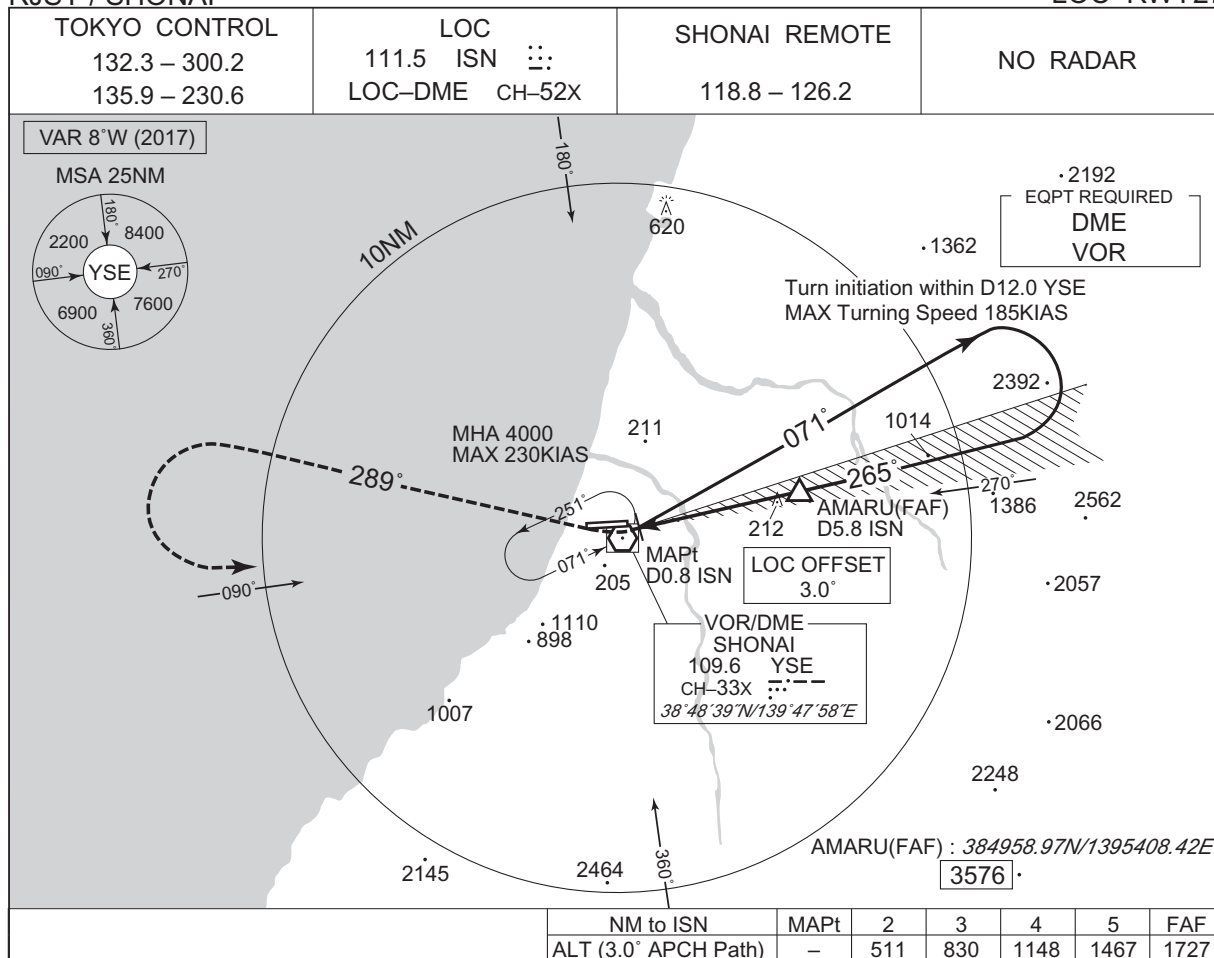 RJSY / SHONAI
LOC RWY27
TOKYO CONTROL
132.3 – 300.2
135.9 – 230.6
LOC
111.5 ISN
LOC–DME CH–52X
SHONAI REMOTE
118.8 – 126.2
NO RADAR
VAR 8°W (2017)
MSA 25NM
180°
2200
8400
090°
YSE
270°
6900
7600
360°
180°
10NM
620
2192
EQPT REQUIRED
DME
VOR
1362
Turn initiation within D12.0 YSE
MAX Turning Speed 185KIAS
2392
1014
071°
211
MHA 4000
MAX 230KIAS
289°
265°
270°
1386
2562
251°
071°
212
AMARU(FAF)
D5.8 ISN
MAPt
D0.8 ISN
LOC OFFSET
3.0°
205
090°
2057
1110
898
VOR/DME
SHONAI
109.6 YSE
CH–33X
38°48´39˝N/139°47´58˝E
1007
2066
2248
360°
2145
2464
AMARU(FAF) : 384958.97N/1395408.42E
3576
NM to ISN MAPt 2 3 4 5 FAF
ALT (3.0° APCH Path) – 511 830 1148 1467 1727